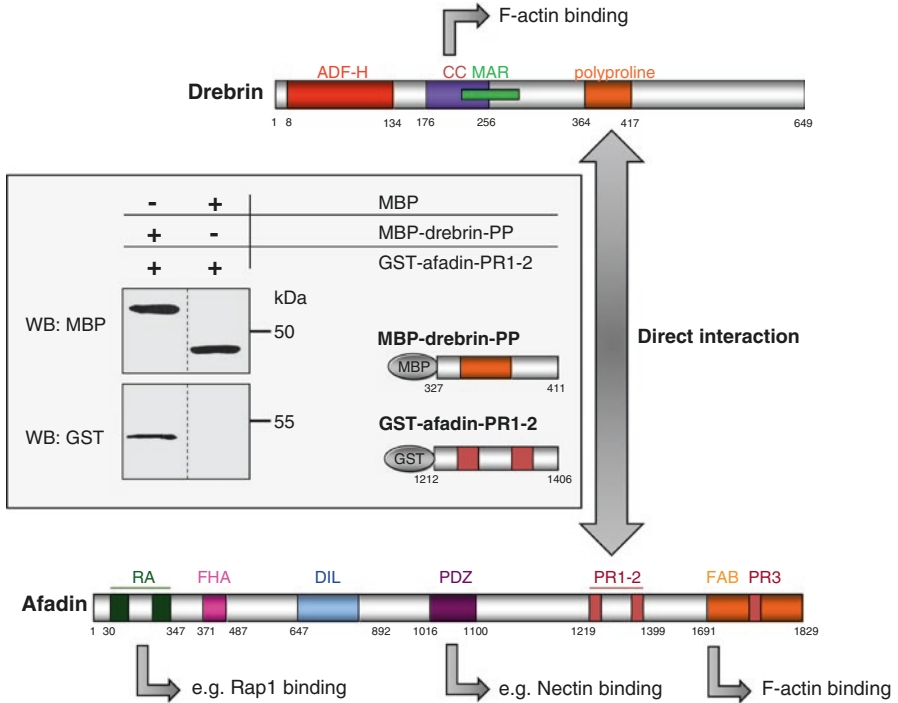 F-actin binding
ADF-H CC MAR polyproline
Drebrin
1 8 134 176 256 364 417 649
- + MBP
+ - MBP-drebrin-PP
+ + GST-afadin-PR1-2
kDa
WB: MBP 50
MBP-drebrin-PP
MBP
327 411
55
WB: GST
GST-afadin-PR1-2
GST
1212 1406
Direct interaction
RA FHA DIL PDZ PR1-2 FAB PR3
Afadin
1 30 347 371 487 647 892 1016 1100 1219 1399 1691 1829
e.g. Rap1 binding
e.g. Nectin binding
F-actin binding